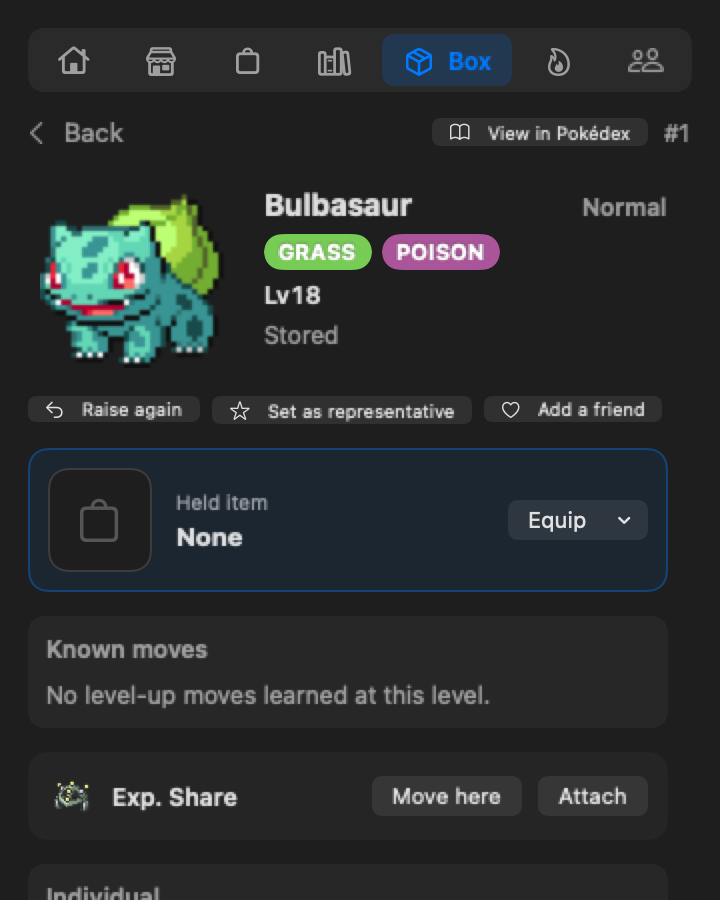 Box
Back
View in Pokédex
#1
Bulbasaur
Normal
GRASS
POISON
Lv18
Stored
Raise again
Set as representative
Add a friend
Held item
None
Equip
Known moves
No level-up moves learned at this level.
Exp. Share
Move here
Attach
Individual